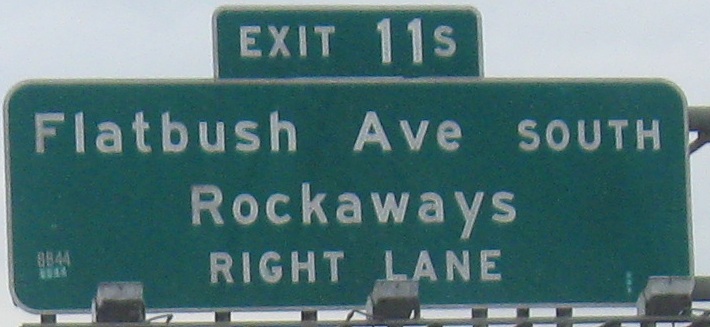 EXIT 11S
Flatbush Ave SOUTH
Rockaways
RIGHT LANE